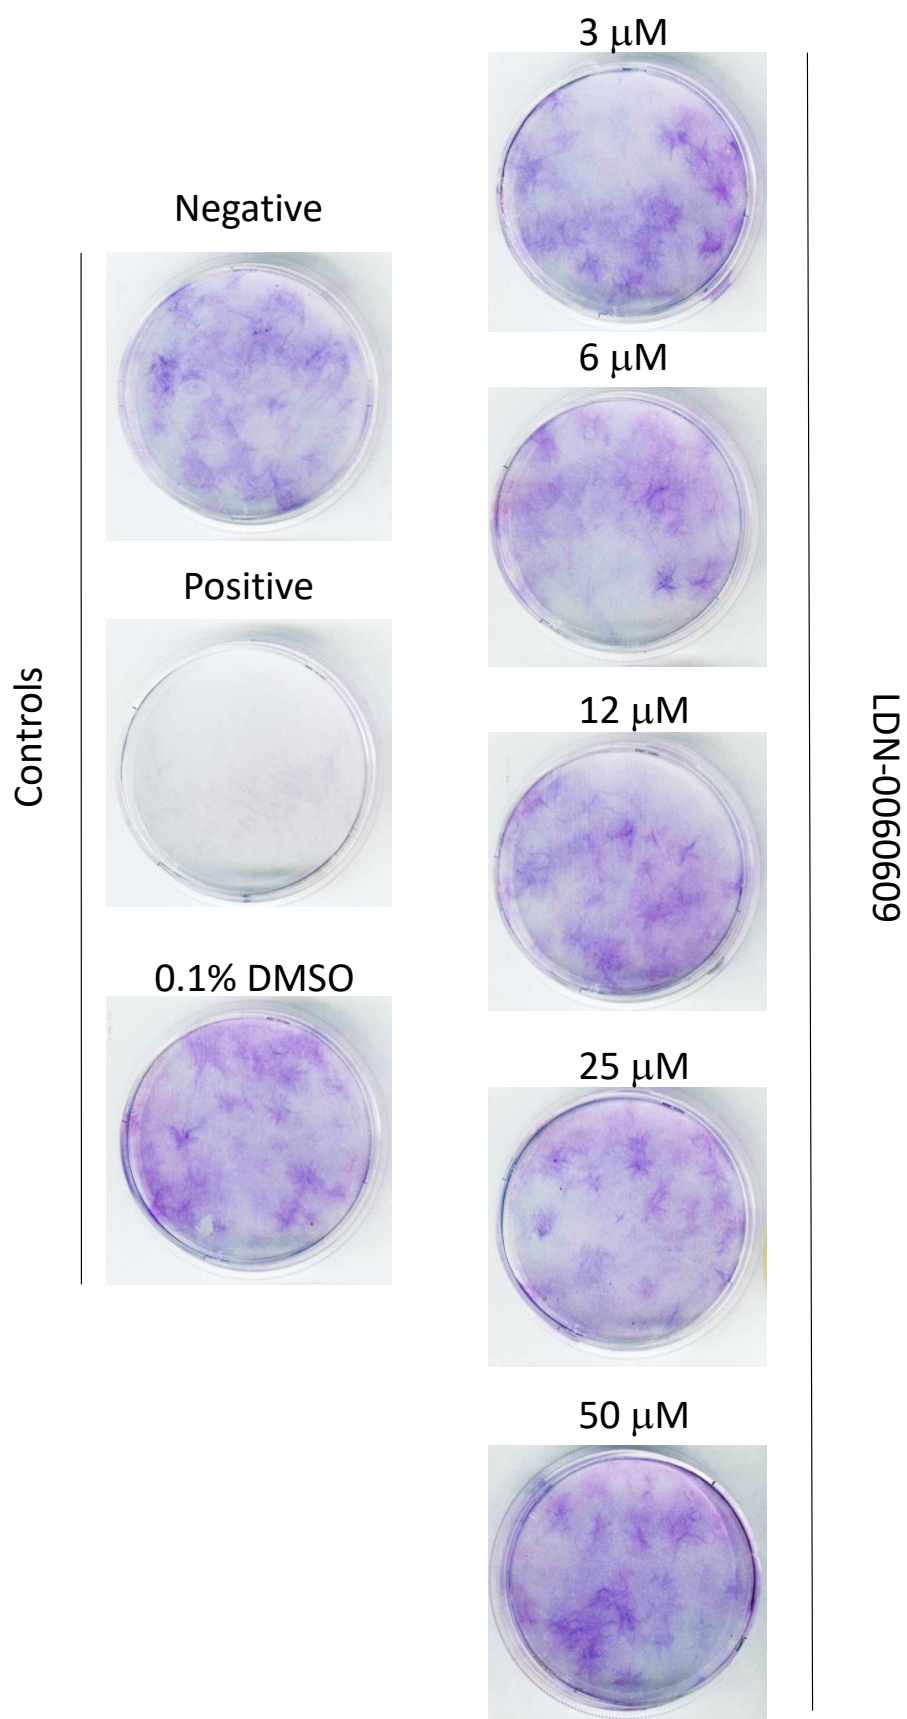 Controls
Negative
Positive
0.1% DMSO
3 μM
6 μM
12 μM
25 μM
50 μM
LDN-0060609